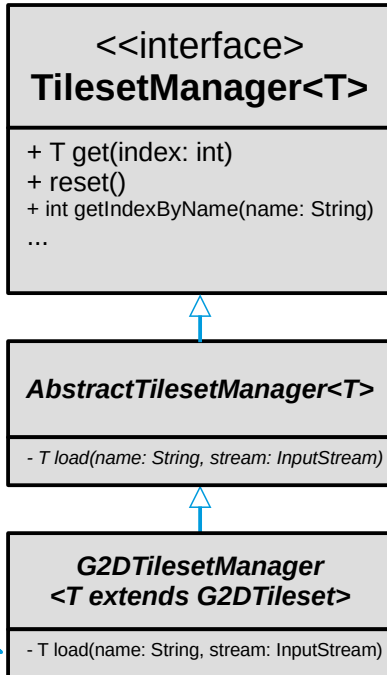 <<interface>
TilesetManager<T>
+ T get(index: int)
+ reset()
+ int getIndexByName(name: String)
...
AbstractTilesetManager<T>
- T load(name: String, stream: InputStream)
G2DTilesetManager
<T extends G2DTileset>
- T load(name: String, stream: InputStream)